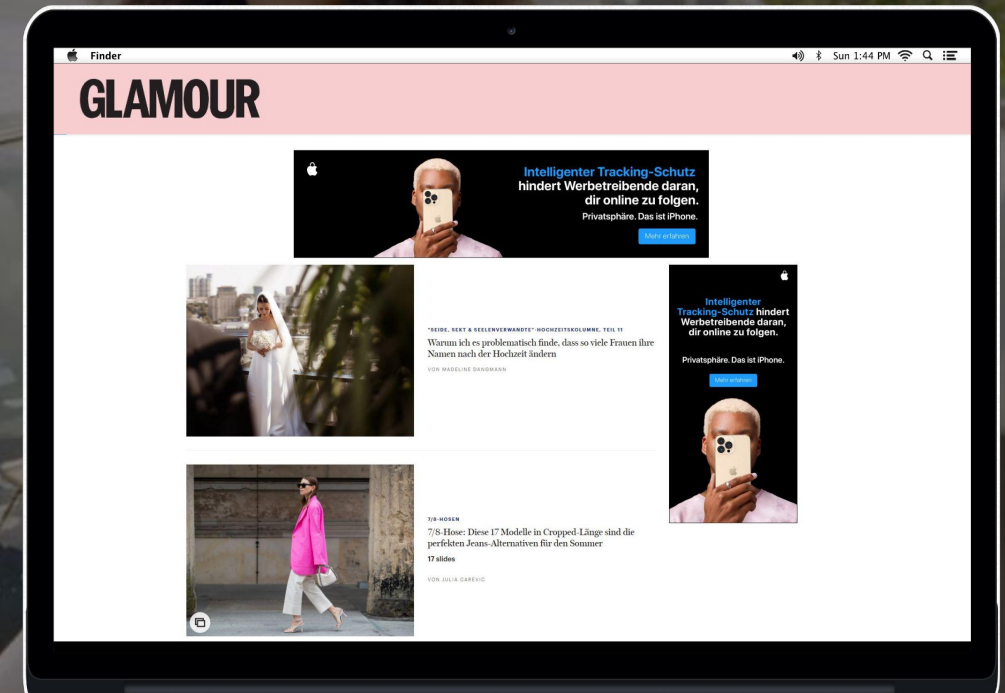 Finder
Sun 1:44 PM
GLAMOUR
Intelligenter Tracking-Schutz
hindert Werbetreibende daran,
dir online zu folgen.
Privatsphäre. Das ist iPhone.
Mehr erfahren
"SEIDE, SEKT & SEELENVERWANDTE"-HOCHZEITSKOLUMNE, TEIL 11
Warum ich es problematisch finde, dass so viele Frauen ihre
Namen nach der Hochzeit ändern
VON MADELINE DANGMANN
Intelligenter
Tracking-Schutz hindert
Werbetreibende daran,
dir online zu folgen.
Privatsphäre. Das ist iPhone.
Mehr erfahren
7/8-HOSEN
7/8-Hose: Diese 17 Modelle in Cropped-Länge sind die
perfekten Jeans-Alternativen für den Sommer
17 slides
VON JULIA CAREVIC